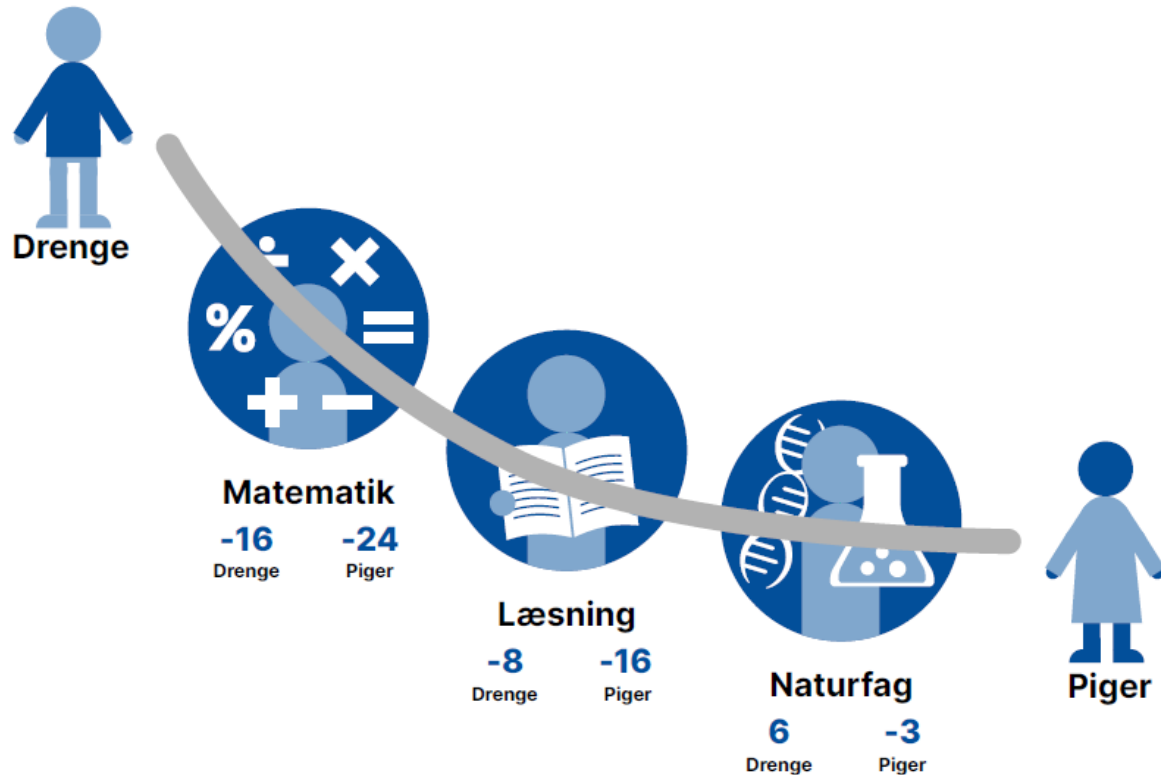 Drenge
% ÷ × = + −
Matematik
-16 -24
Drenge Piger
Læsning
-8 -16
Drenge Piger
Naturfag
6 -3
Drenge Piger
Piger